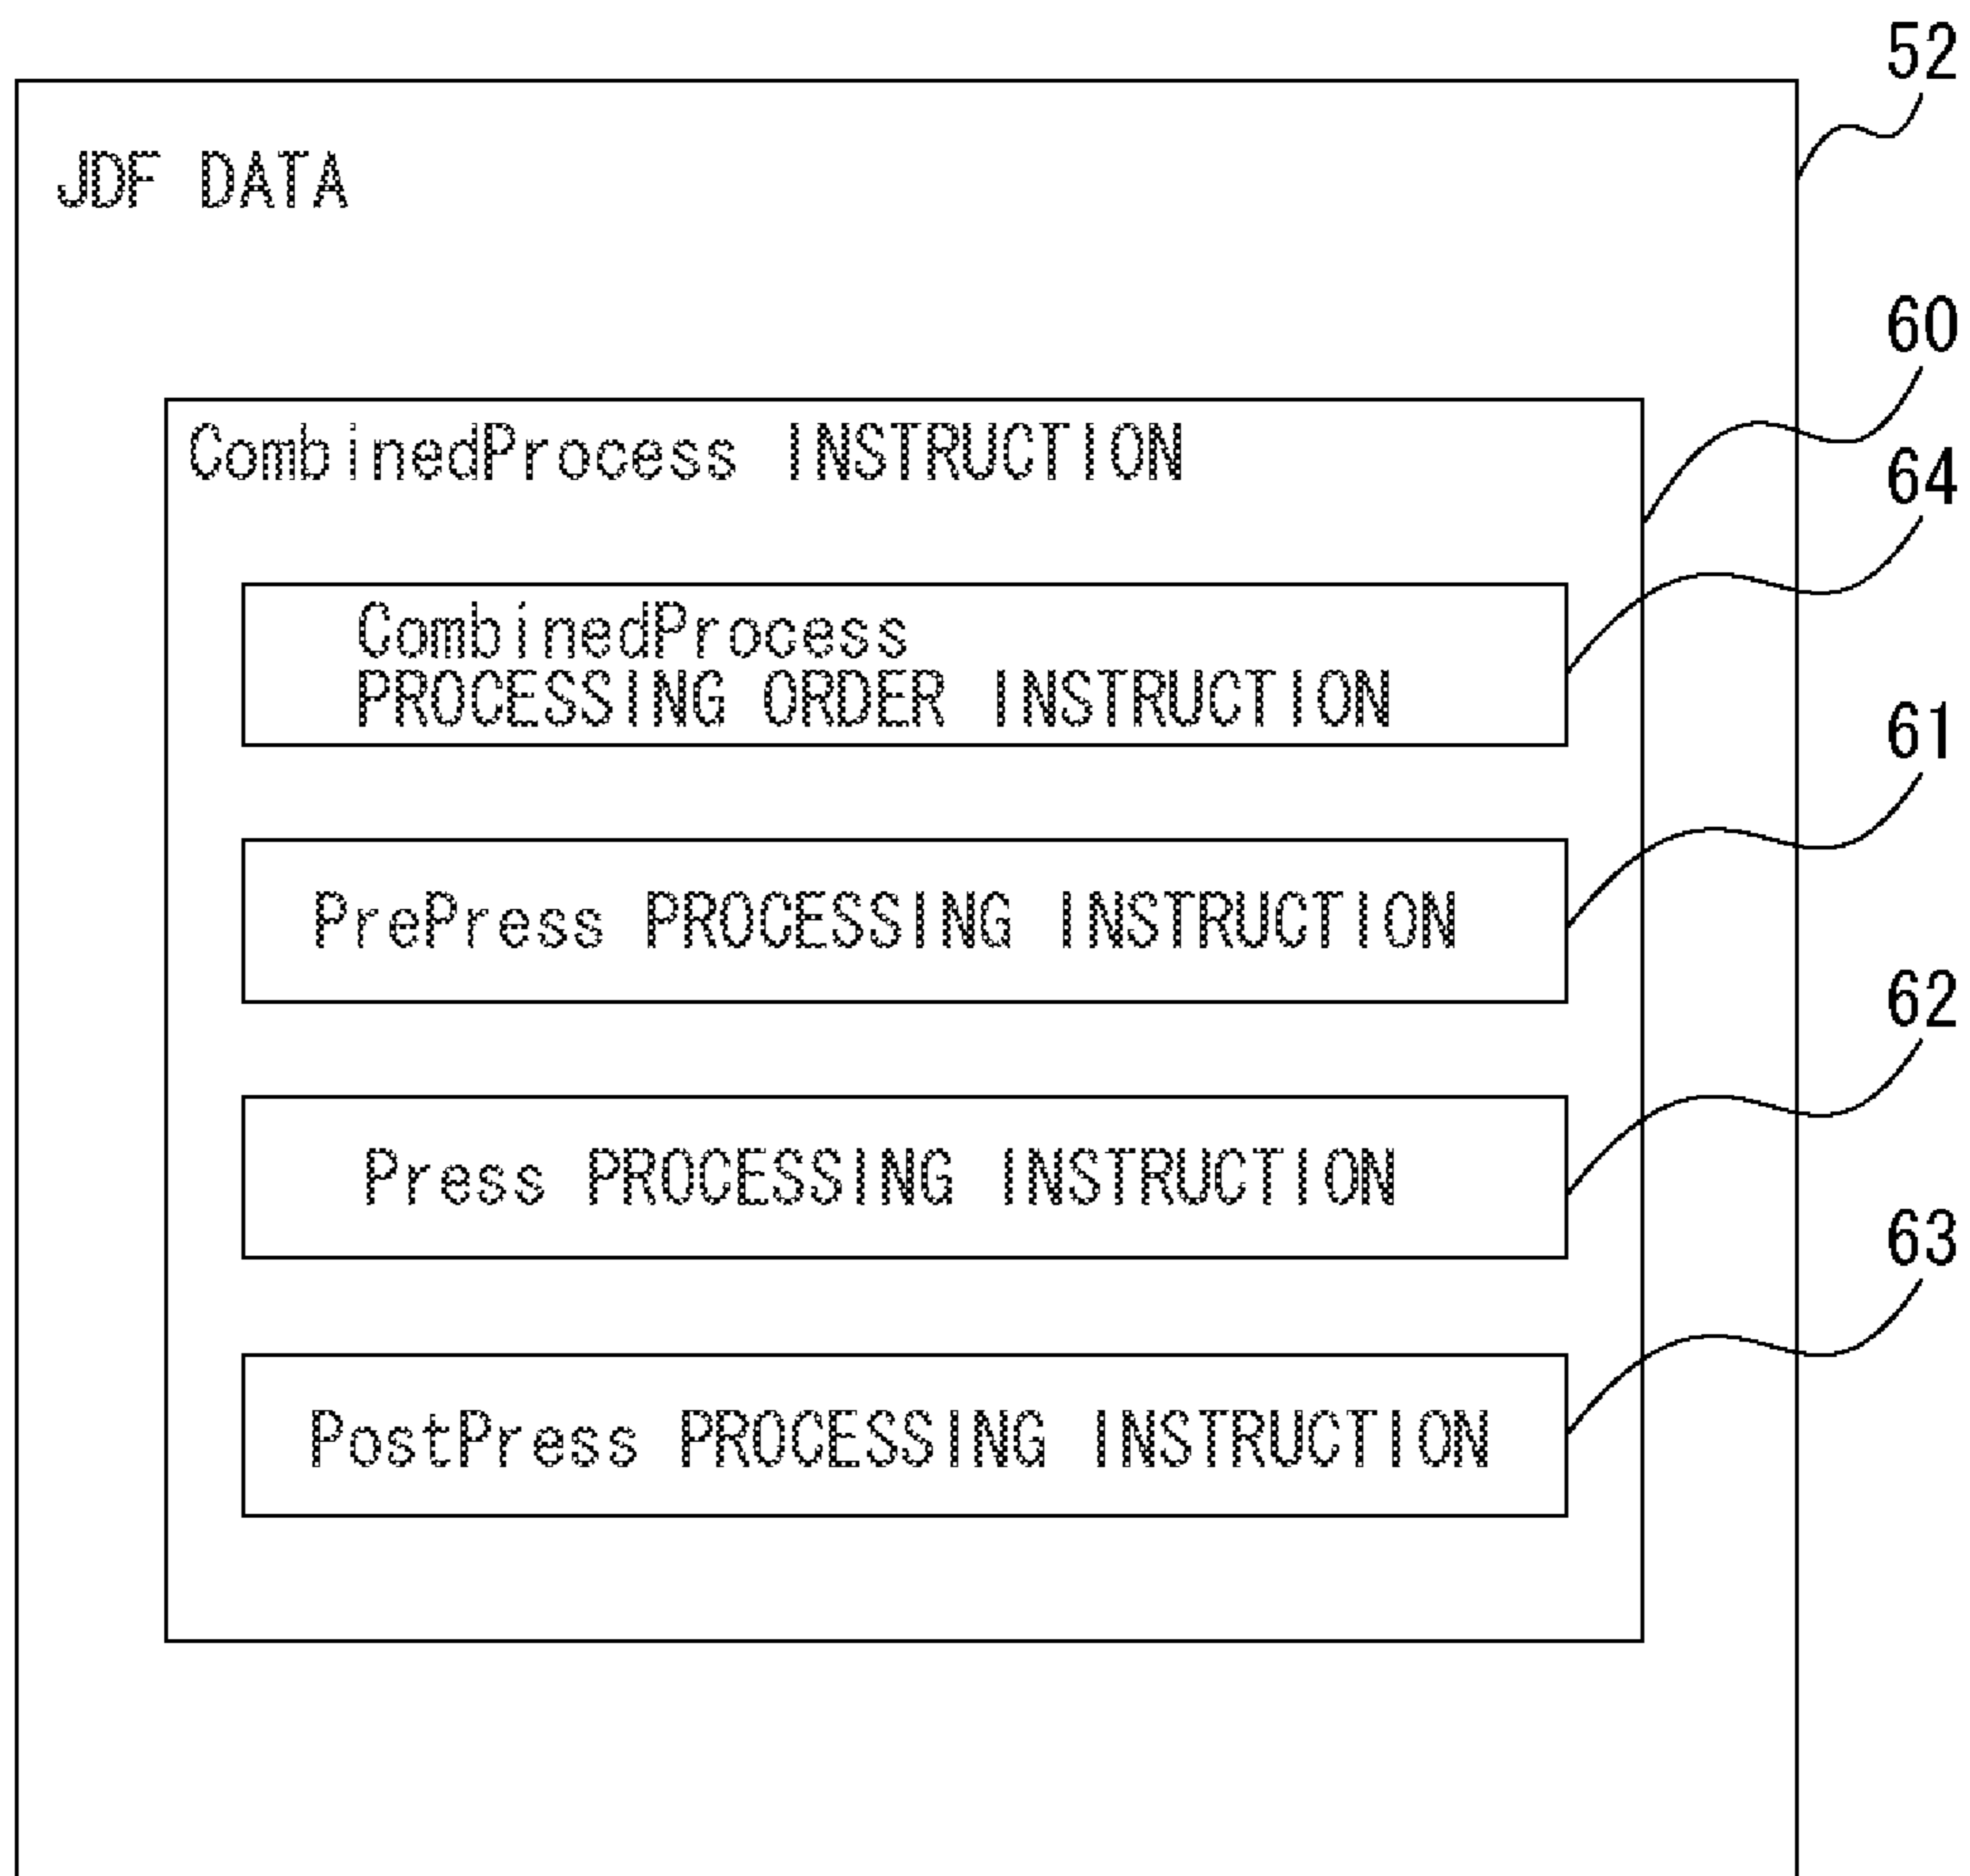 52
JDF DATA
60
CombinedProcess INSTRUCTION
64
CombinedProcess
PROCESSING ORDER INSTRUCTION
61
PrePress PROCESSING INSTRUCTION
62
Press PROCESSING INSTRUCTION
63
PostPress PROCESSING INSTRUCTION